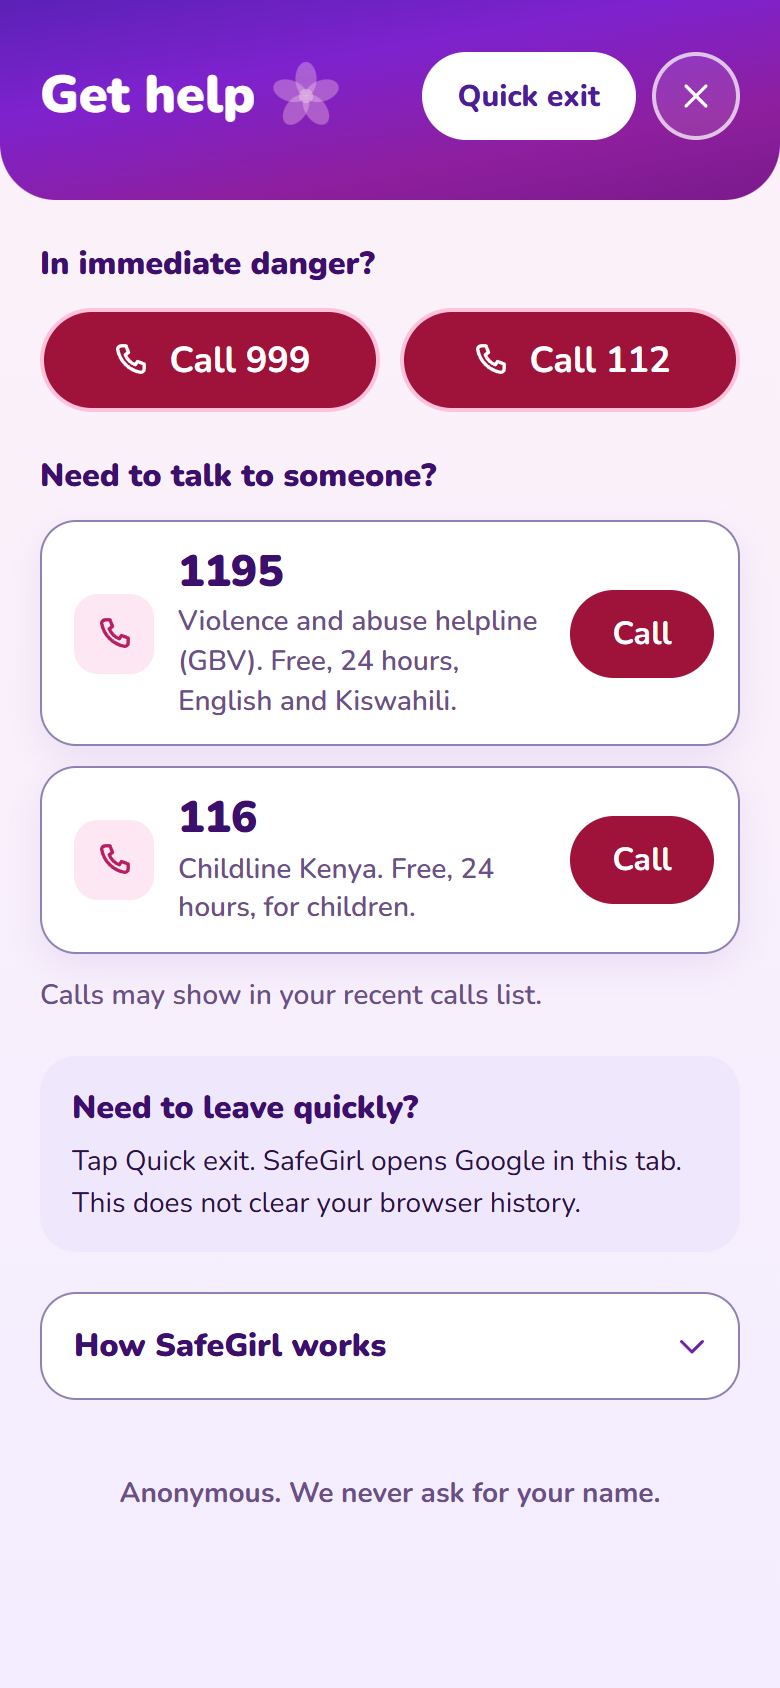 Get help
Quick exit
In immediate danger?
Call 999
Call 112
Need to talk to someone?
1195
Violence and abuse helpline
(GBV). Free, 24 hours,
English and Kiswahili.
Call
116
Childline Kenya. Free, 24
hours, for children.
Call
Calls may show in your recent calls list.
Need to leave quickly?
Tap Quick exit. SafeGirl opens Google in this tab.
This does not clear your browser history.
How SafeGirl works
Anonymous. We never ask for your name.